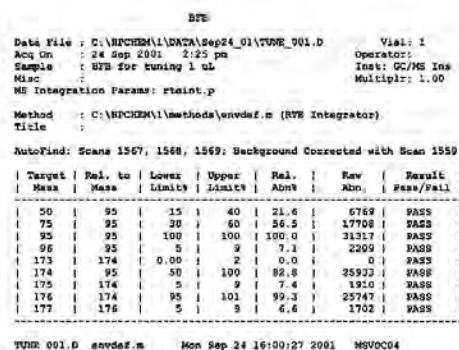 BFB
Data File : C:\HPCHEM\1\DATA\Sep24_01\TUNE_001.D Vial: 1
Acq On : 24 Sep 2001 2:25 pm Operator:
Sample : BFB for tuning 1 uL Inst: GC/MS Ins
Misc : Multiplr: 1.00
MS Integration Params: rteint.p
Method : C:\HPCHEM\1\methods\envdef.m (RTE Integrator)
Title :
AutoFind: Scans 1567, 1568, 1569; Background Corrected with Scan 1559
| Target | Rel. to | Lower | Upper | Rel. | Raw | Result
| Mass | Mass | Limit% | Limit% | Abn% | Abn | Pass/Fail
| 50 | 95 | 15 | 40 | 21.6 | 6769 | PASS
| 75 | 95 | 30 | 60 | 56.5 | 17708 | PASS
| 95 | 95 | 100 | 100 | 100.0 | 31317 | PASS
| 96 | 95 | 5 | 9 | 7.1 | 2209 | PASS
| 173 | 174 | 0.00 | 2 | 0.0 | 0 | PASS
| 174 | 95 | 50 | 100 | 82.8 | 25933 | PASS
| 175 | 174 | 5 | 9 | 7.4 | 1910 | PASS
| 176 | 174 | 95 | 101 | 99.3 | 25747 | PASS
| 177 | 176 | 5 | 9 | 6.6 | 1702 | PASS
TUNE_001.D envdef.m Mon Sep 24 16:00:27 2001 MSVOC04